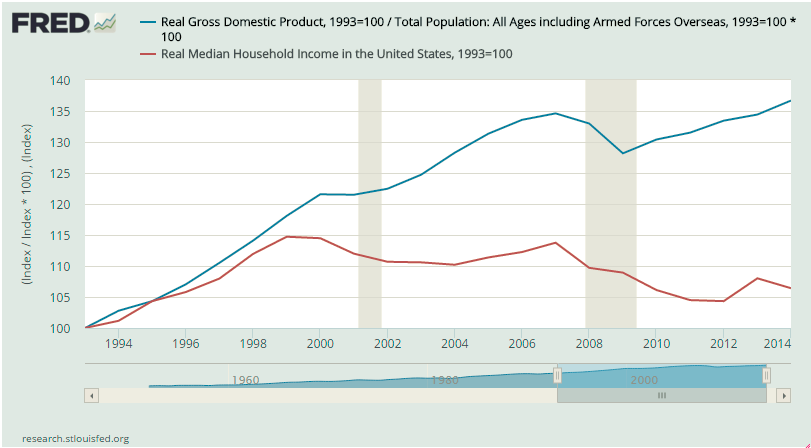 FRED
Real Gross Domestic Product, 1993=100 / Total Population: All Ages including Armed Forces Overseas, 1993=100 *
100
Real Median Household Income in the United States, 1993=100
(Index / Index * 100) , (Index)
140
135
130
125
120
115
110
105
100
1994 1996 1998 2000 2002 2004 2006 2008 2010 2012 2014
1960 1980 2000
research.stlouisfed.org